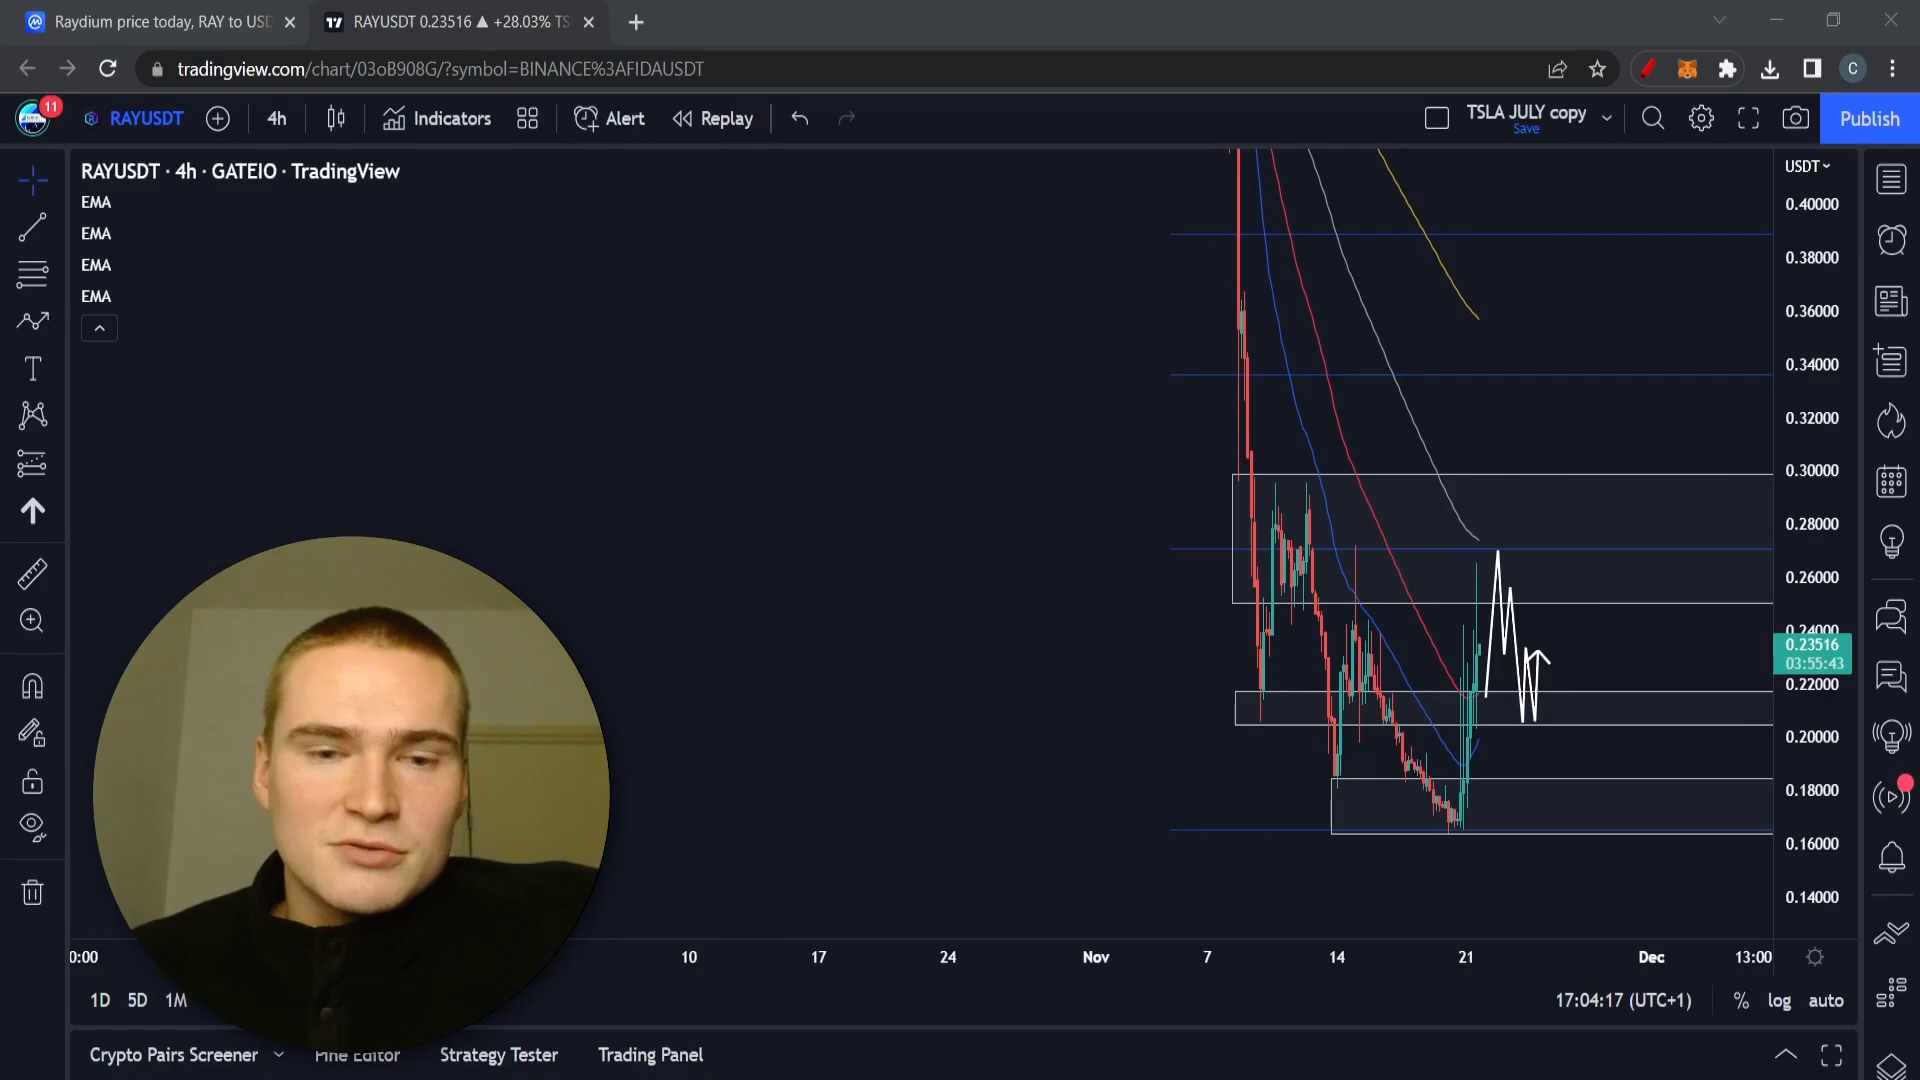 Raydium price today, RAY to USD
RAYUSDT 0.23516 ▲ +28.03% TS
tradingview.com/chart/03oB908G/?symbol=BINANCE%3AFIDAUSDT
C
11
RAYUSDT
4h
Indicators
Alert
Replay
TSLA JULY copy
Save
Publish
RAYUSDT · 4h · GATEIO · TradingView
EMA
EMA
EMA
EMA
USDT
0.40000
0.38000
0.36000
0.34000
0.32000
0.30000
0.28000
0.26000
0.24000
0.23516
03:55:43
0.22000
0.20000
0.18000
0.16000
0.14000
0:00
10
17
24
Nov
7
14
21
Dec
13:00
1D 5D 1M
17:04:17 (UTC+1)
% log auto
Crypto Pairs Screener
Pine Editor
Strategy Tester
Trading Panel